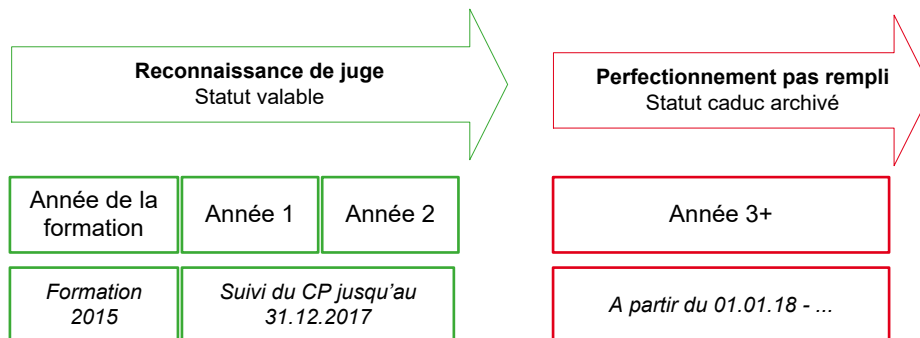 Reconnaissance de juge
Statut valable
Perfectionnement pas rempli
Statut caduc archivé
Année de la
formation
Année 1
Année 2
Année 3+
Formation
2015
Suivi du CP jusqu'au
31.12.2017
A partir du 01.01.18 - ...